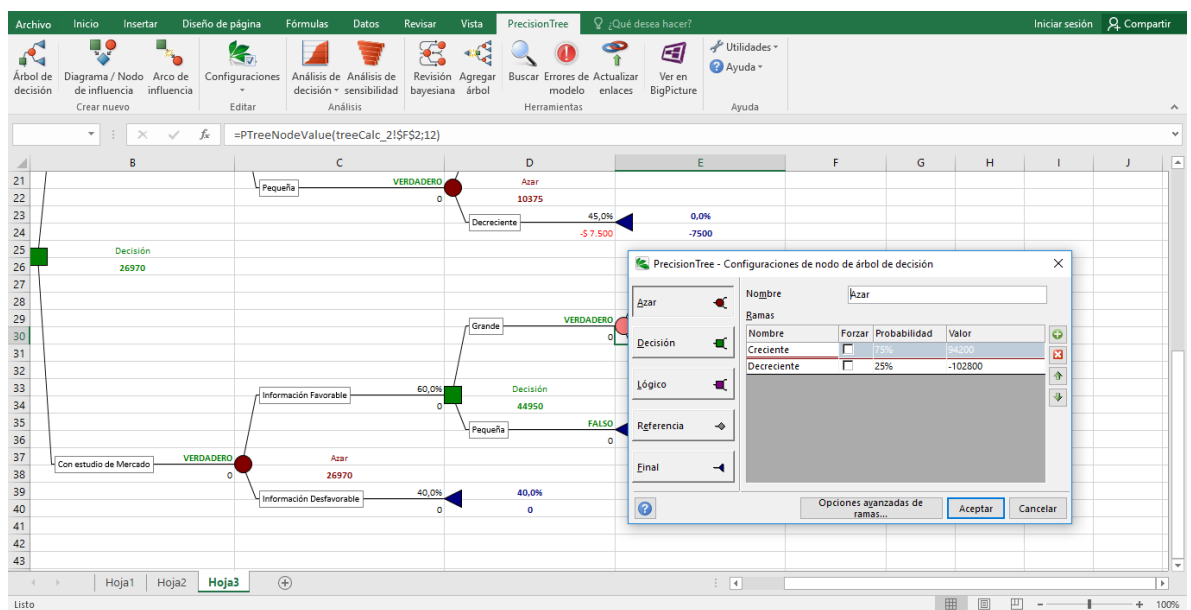 Archivo Inicio Insertar Diseño de página Fórmulas Datos Revisar Vista PrecisionTree ¿Qué desea hacer? Iniciar sesión Compartir
Árbol de decisión
Diagrama / Nodo de influencia
Arco de influencia
Configuraciones
Análisis de decisión
Análisis de sensibilidad
Revisión bayesiana
Agregar árbol
Buscar
Errores de modelo
Actualizar enlaces
Ver en BigPicture
Utilidades
Ayuda
Crear nuevo Editar Análisis Herramientas Ayuda
fx =PTreeNodeValue(treeCalc_2!$F$2;12)
B C D E F G H I J
21 Pequeña VERDADERO Azar
22 0 10375
23 Decreciente 45,0% 0,0%
24 -$ 7.500 -7500
25 Decisión
26 26970
27
28
29 Grande VERDADERO
30 0
31
32
33 Información Favorable 60,0% Decisión
34 0 44950
35 Pequeña FALSO
36 0
37 Con estudio de Mercado VERDADERO Azar
38 0 26970
39 Información Desfavorable 40,0% 40,0%
40 0 0
41
42
43
PrecisionTree - Configuraciones de nodo de árbol de decisión
Azar
Decisión
Lógico
Referencia
Final
Nombre Azar
Ramas
Nombre Forzar Probabilidad Valor
Creciente 75% 94200
Decreciente 25% -102800
Opciones avanzadas de ramas...
Aceptar
Cancelar
Hoja1 Hoja2 Hoja3
Listo 100%